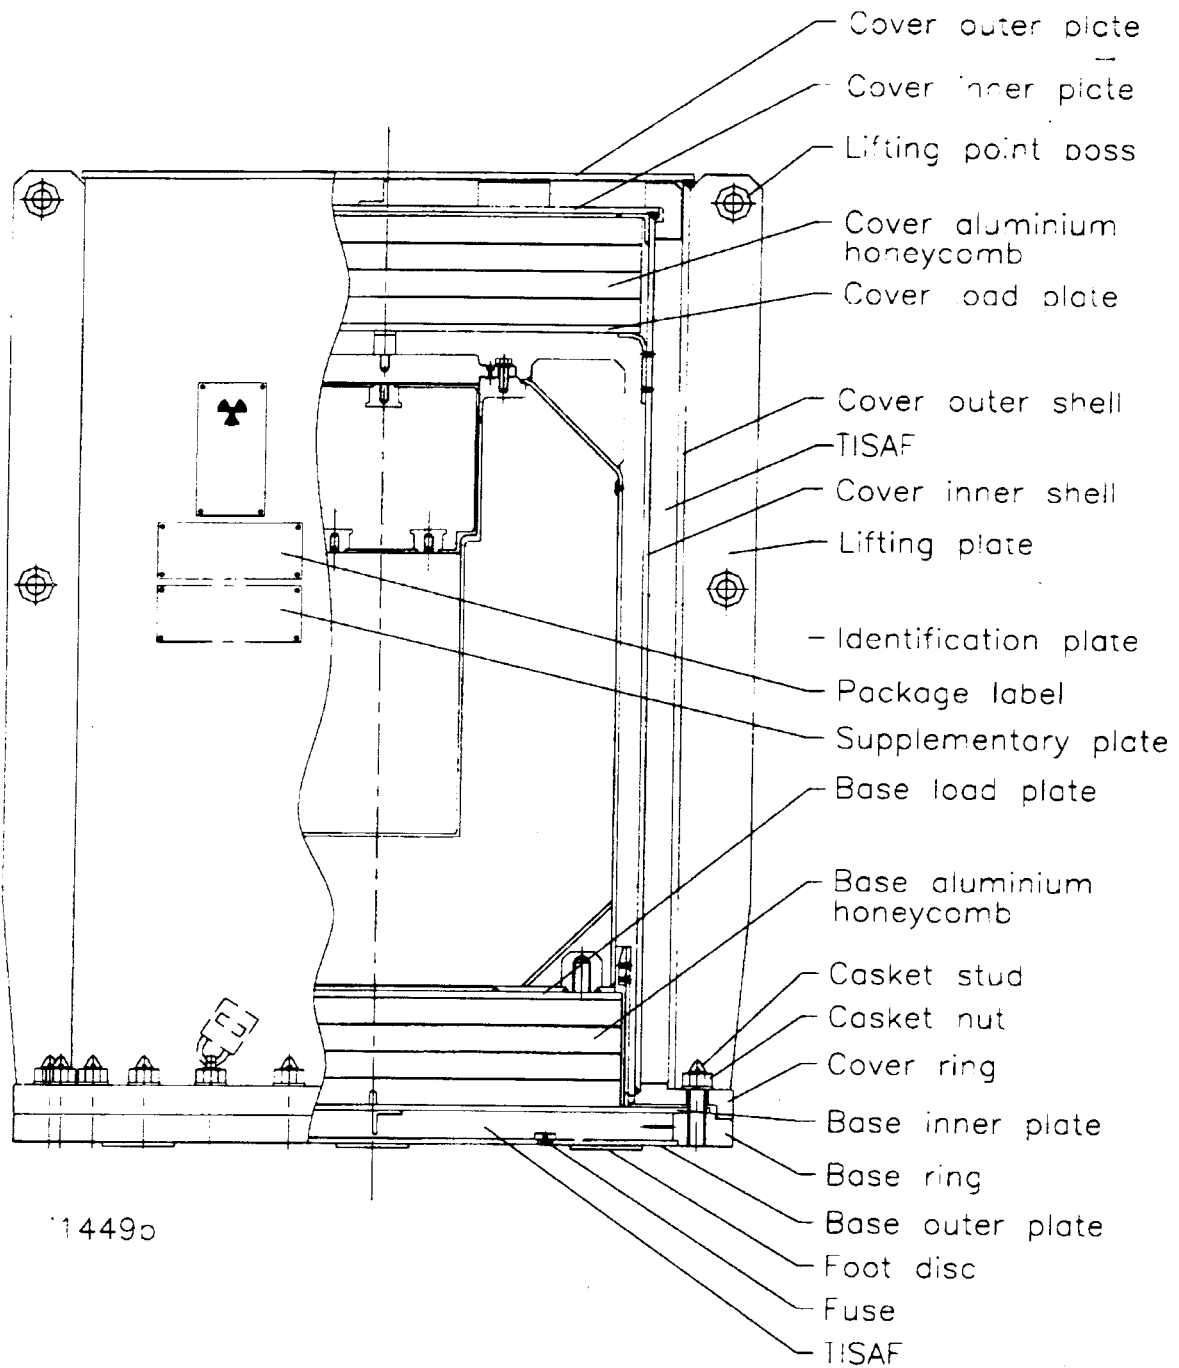 Cover outer plate
Cover inner plate
Lifting point boss
Cover aluminium
honeycomb
Cover load plate
Cover outer shell
TISAF
Cover inner shell
Lifting plate
Identification plate
Package label
Supplementary plate
Base load plate
Base aluminium
honeycomb
Casket stud
Casket nut
Cover ring
Base inner plate
Base ring
11449b
Base outer plate
Foot disc
Fuse
TISAF